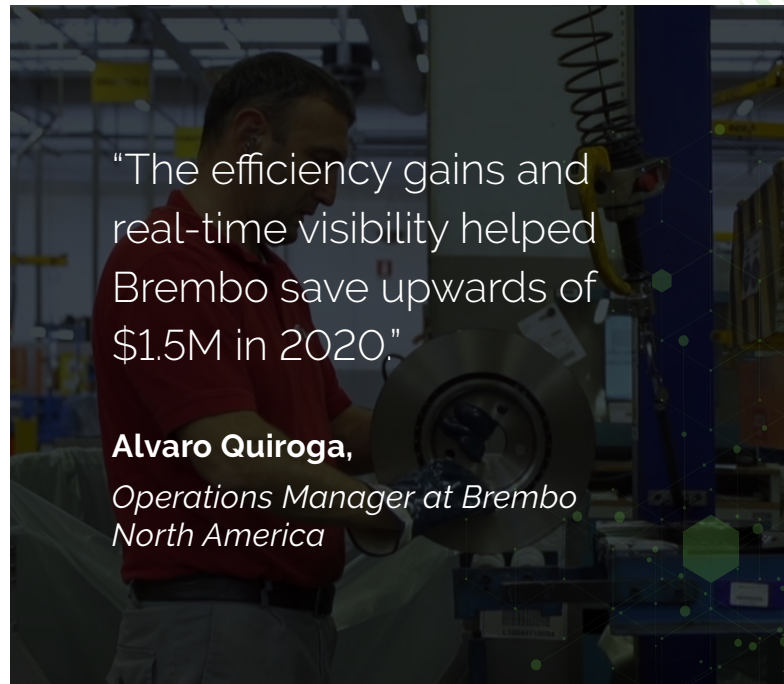 “The efficiency gains and
real-time visibility helped
Brembo save upwards of
$1.5M in 2020.”
Alvaro Quiroga,
Operations Manager at Brembo
North America